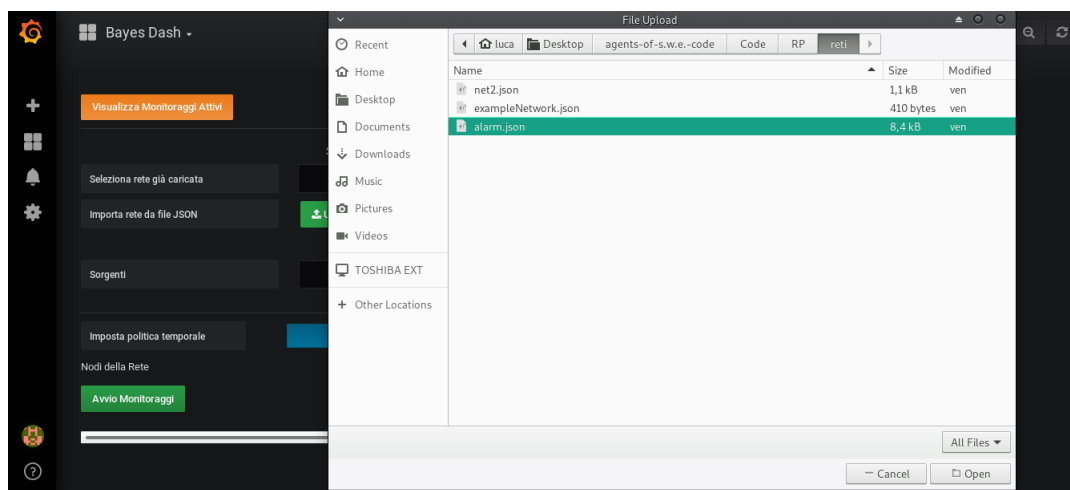 Bayes Dash
Visualizza Monitoraggi Attivi
Seleziona rete già caricata
Importa rete da file JSON
Sorgenti
Imposta politica temporale
Nodi della Rete
Avvio Monitoraggi
File Upload
Recent
Home
Desktop
Documents
Downloads
Music
Pictures
Videos
TOSHIBA EXT
+ Other Locations
luca Desktop agents-of-s.w.e.-code Code RP reti
Name Size Modified
net2.json 1,1 kB ven
exampleNetwork.json 410 bytes ven
alarm.json 8,4 kB ven
All Files
Cancel Open